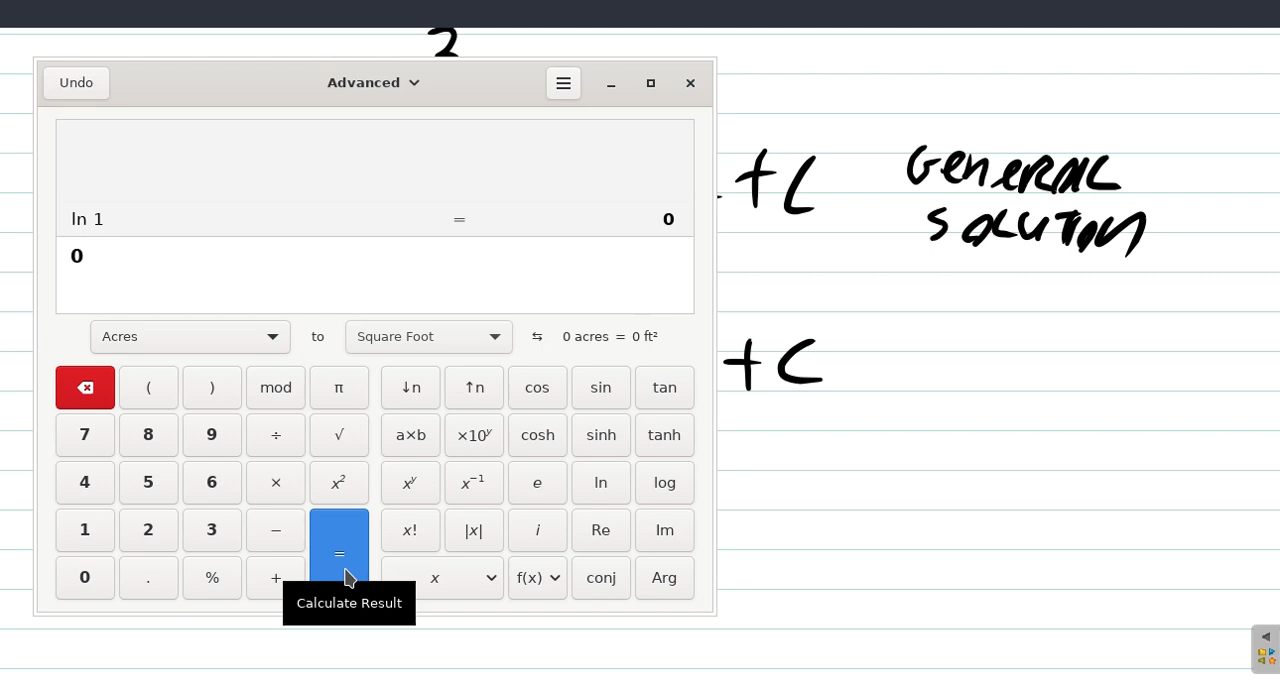 2
Undo
Advanced
ln 1 = 0
0
Acres to Square Foot ⇆ 0 acres = 0 ft²
( ) mod π ↓n ↑n cos sin tan
7 8 9 ÷ √ a×b ×10ʸ cosh sinh tanh
4 5 6 × x² xʸ x⁻¹ e ln log
1 2 3 − = x! |x| i Re Im
0 . % + x f(x) conj Arg
Calculate Result
+C GENERAL
SOLUTION
+C